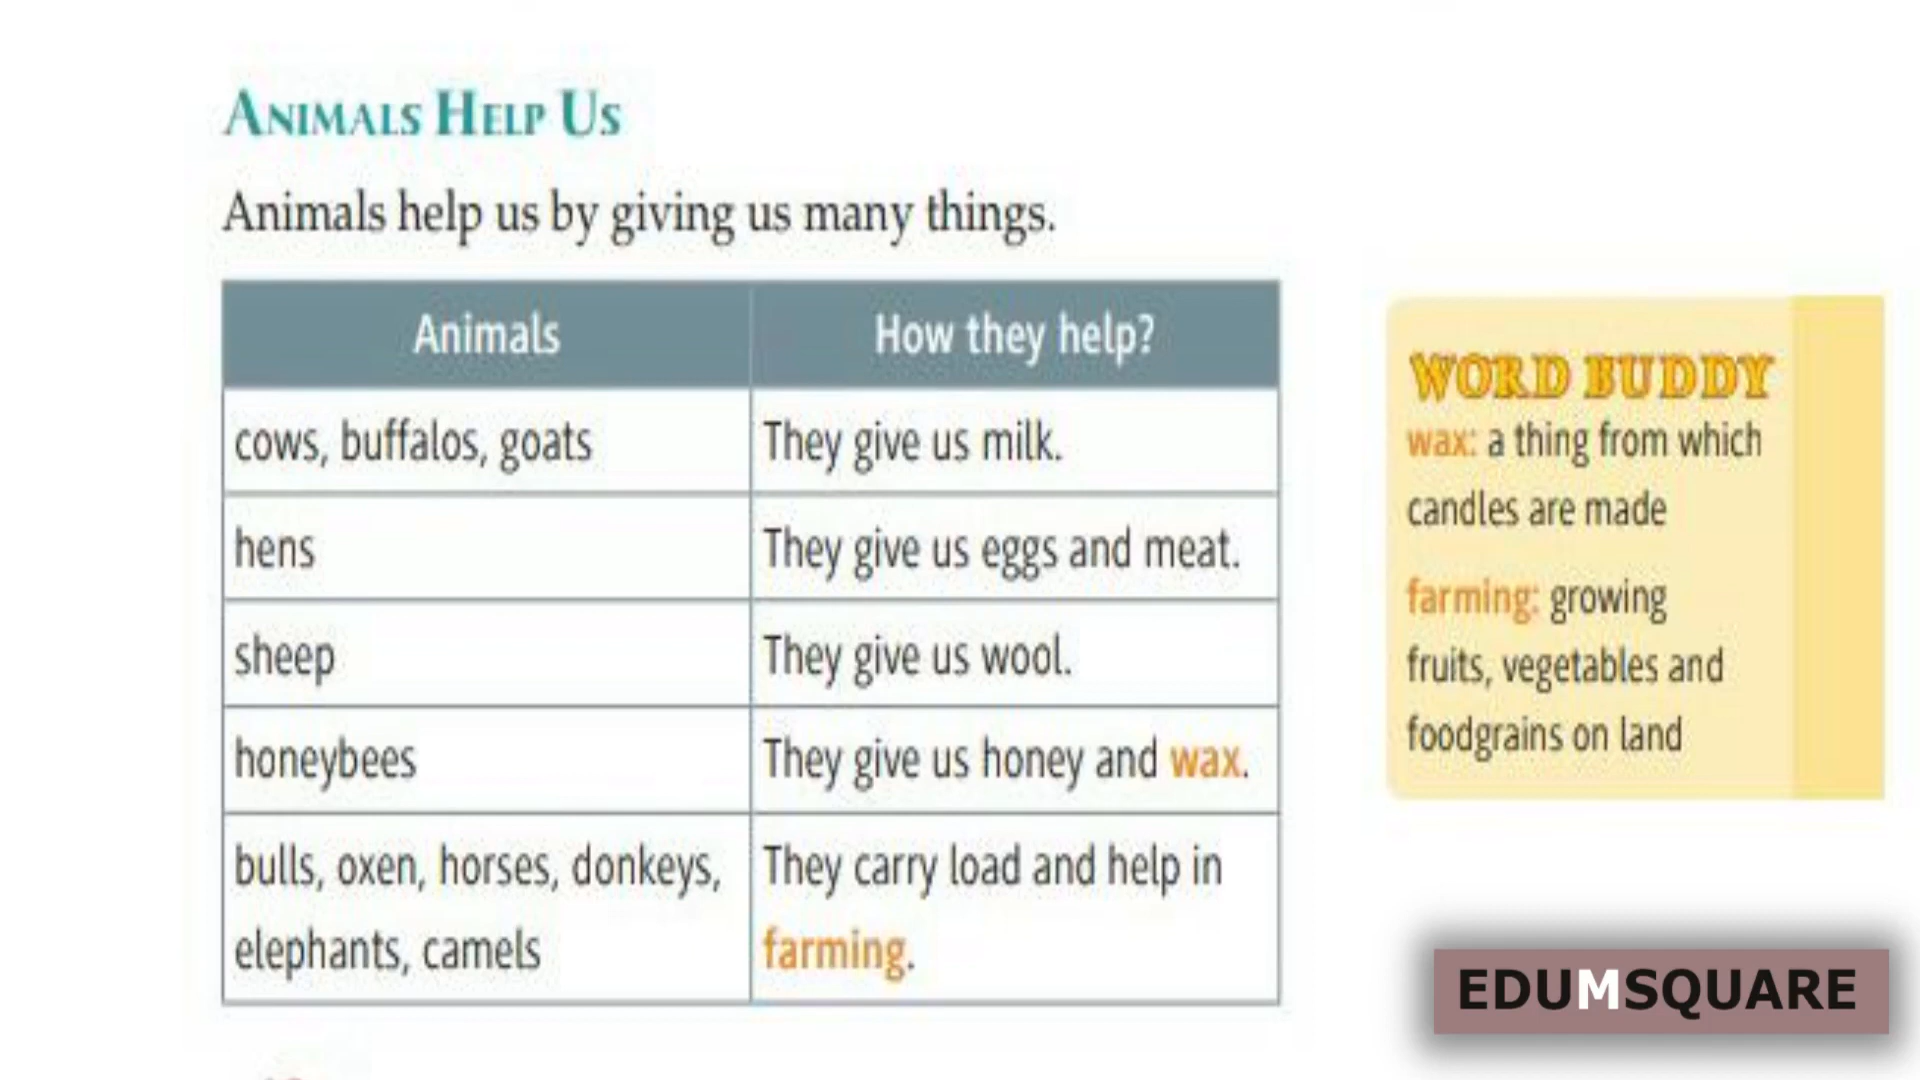 ANIMALS HELP US
Animals help us by giving us many things.
Animals How they help?
cows, buffalos, goats They give us milk.
hens They give us eggs and meat.
sheep They give us wool.
honeybees They give us honey and wax.
bulls, oxen, horses, donkeys, They carry load and help in
elephants, camels farming.
WORD BUDDY
wax: a thing from which
candles are made
farming: growing
fruits, vegetables and
foodgrains on land
EDUMSQUARE